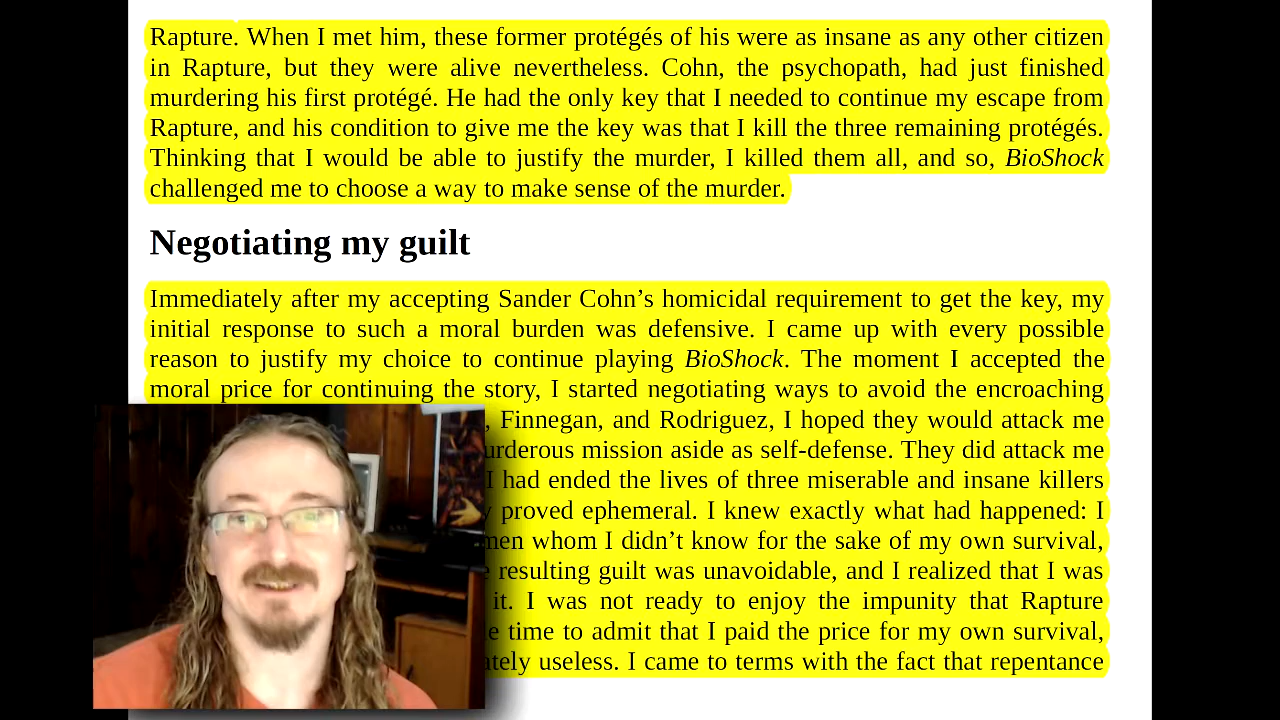 Rapture. When I met him, these former protégés of his were as insane as any other citizen
in Rapture, but they were alive nevertheless. Cohn, the psychopath, had just finished
murdering his first protégé. He had the only key that I needed to continue my escape from
Rapture, and his condition to give me the key was that I kill the three remaining protégés.
Thinking that I would be able to justify the murder, I killed them all, and so, BioShock
challenged me to choose a way to make sense of the murder.
Negotiating my guilt
Immediately after my accepting Sander Cohn’s homicidal requirement to get the key, my
initial response to such a moral burden was defensive. I came up with every possible
reason to justify my choice to continue playing BioShock. The moment I accepted the
moral price for continuing the story, I started negotiating ways to avoid the encroaching
, Finnegan, and Rodriguez, I hoped they would attack me
mission aside as self-defense. They did attack me
I had ended the lives of three miserable and insane killers
proved ephemeral. I knew exactly what had happened: I
whom I didn’t know for the sake of my own survival,
resulting guilt was unavoidable, and I realized that I was
it. I was not ready to enjoy the impunity that Rapture
time to admit that I paid the price for my own survival,
useless. I came to terms with the fact that repentance